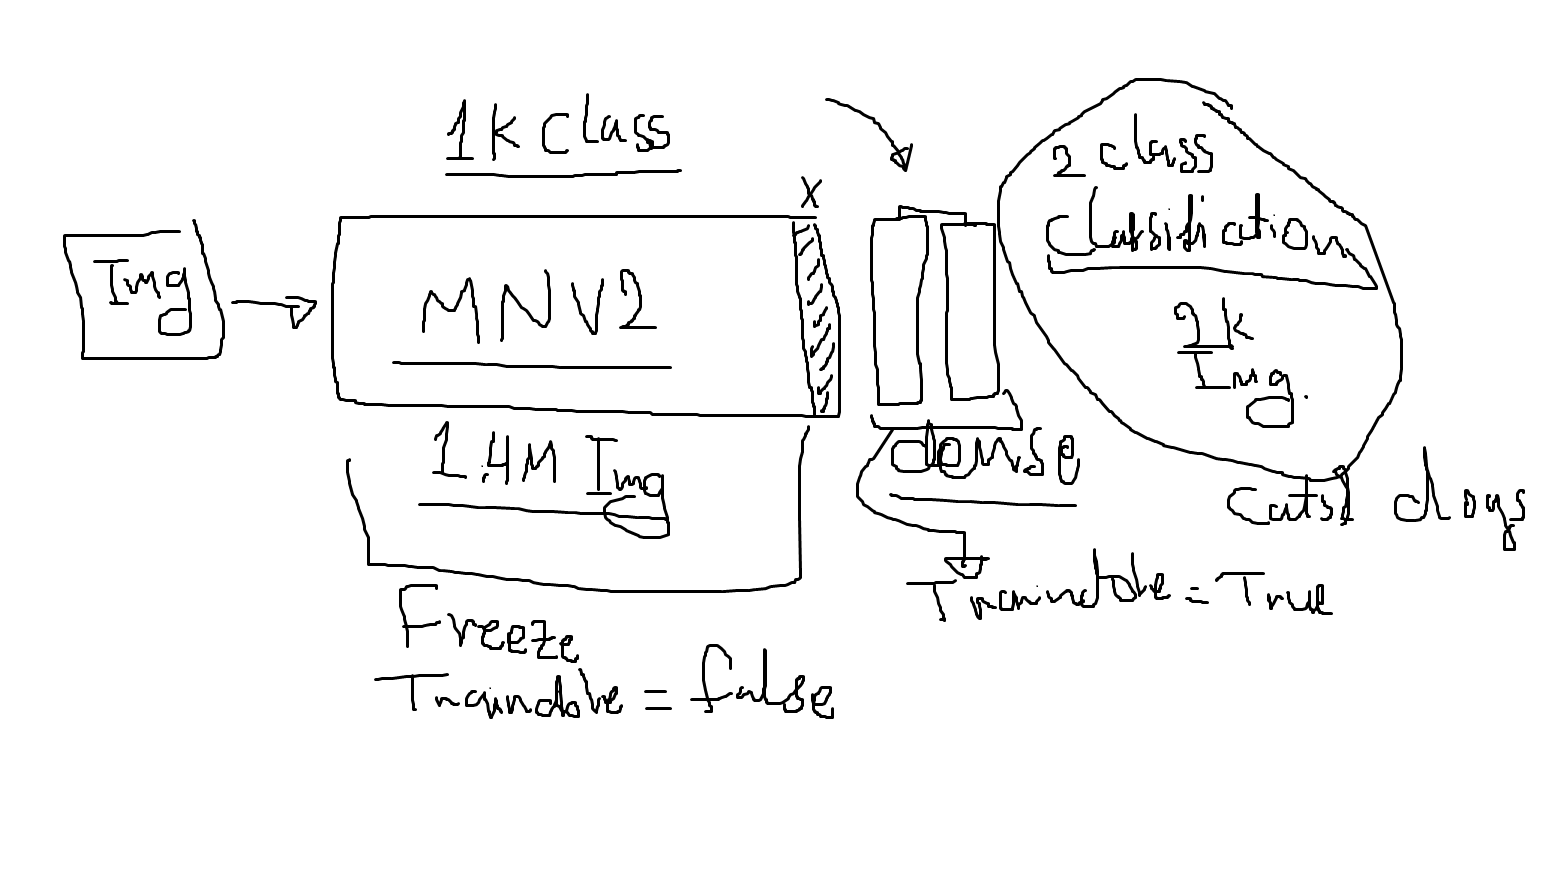 1K class
X
2 class
classification
Img
MNV2
2k
Img.
1.4M Img
dense
Cats| dogs
Trainable = True
Freeze
Trainable = false